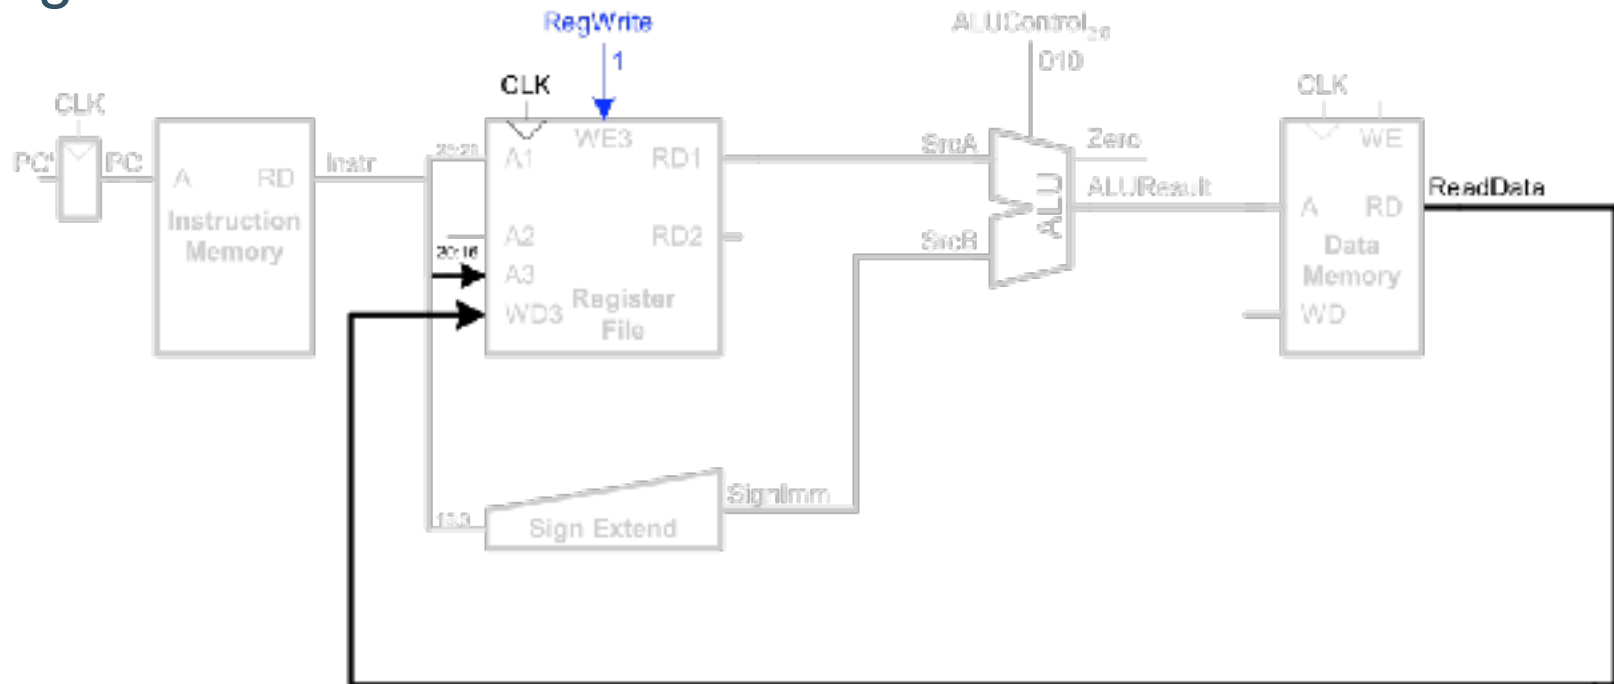 RegWrite
1
CLK
ALUControl2:0
010
CLK
CLK
PC'
PC
A
RD
Instruction
Memory
Instr
25:21
A1
WE3
RD1
A2
RD2
20:16
A3
WD3
Register
File
SrcA
SrcB
ALU
Zero
ALUResult
WE
A
RD
Data
Memory
WD
ReadData
15:0
Sign Extend
SignImm